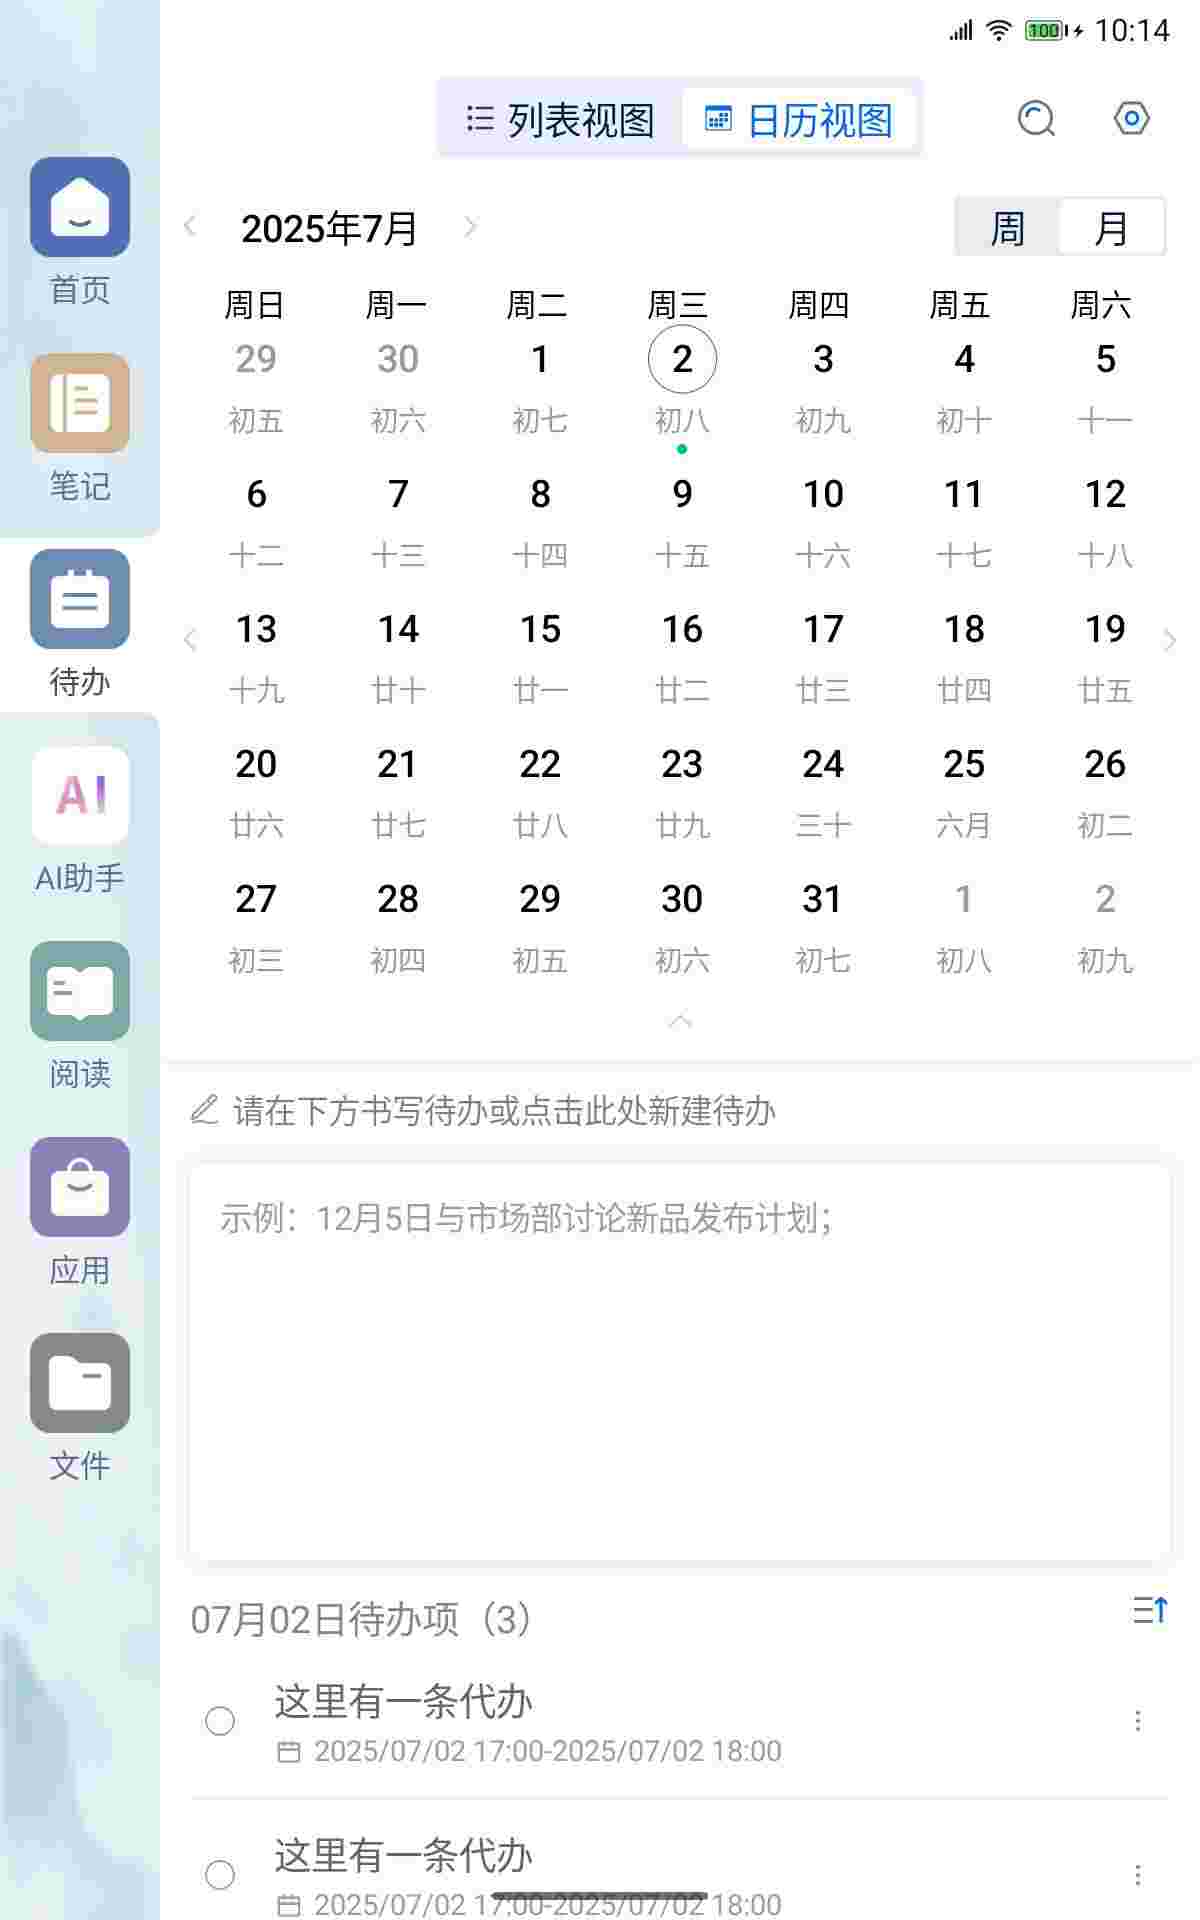 100 10:14
列表视图 日历视图
2025年7月 周 月
周日 周一 周二 周三 周四 周五 周六
29 30 1 2 3 4 5
初五 初六 初七 初八 初九 初十 十一
6 7 8 9 10 11 12
十二 十三 十四 十五 十六 十七 十八
13 14 15 16 17 18 19
十九 廿十 廿一 廿二 廿三 廿四 廿五
20 21 22 23 24 25 26
廿六 廿七 廿八 廿九 三十 六月 初二
27 28 29 30 31 1 2
初三 初四 初五 初六 初七 初八 初九
首页
笔记
待办
AI
AI助手
阅读
应用
文件
请在下方书写待办或点击此处新建待办
示例：12月5日与市场部讨论新品发布计划；
07月02日待办项（3）
这里有一条代办
2025/07/02 17:00-2025/07/02 18:00
这里有一条代办
2025/07/02 17:00-2025/07/02 18:00